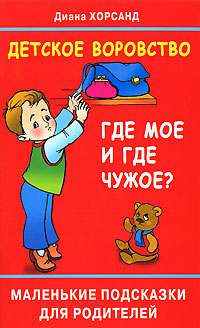 Диана ХОРСАНД
ДЕТСКОЕ ВОРОВСТВО
ГДЕ МОЕ
И ГДЕ
ЧУЖОЕ?
МАЛЕНЬКИЕ ПОДСКАЗКИ
ДЛЯ РОДИТЕЛЕЙ